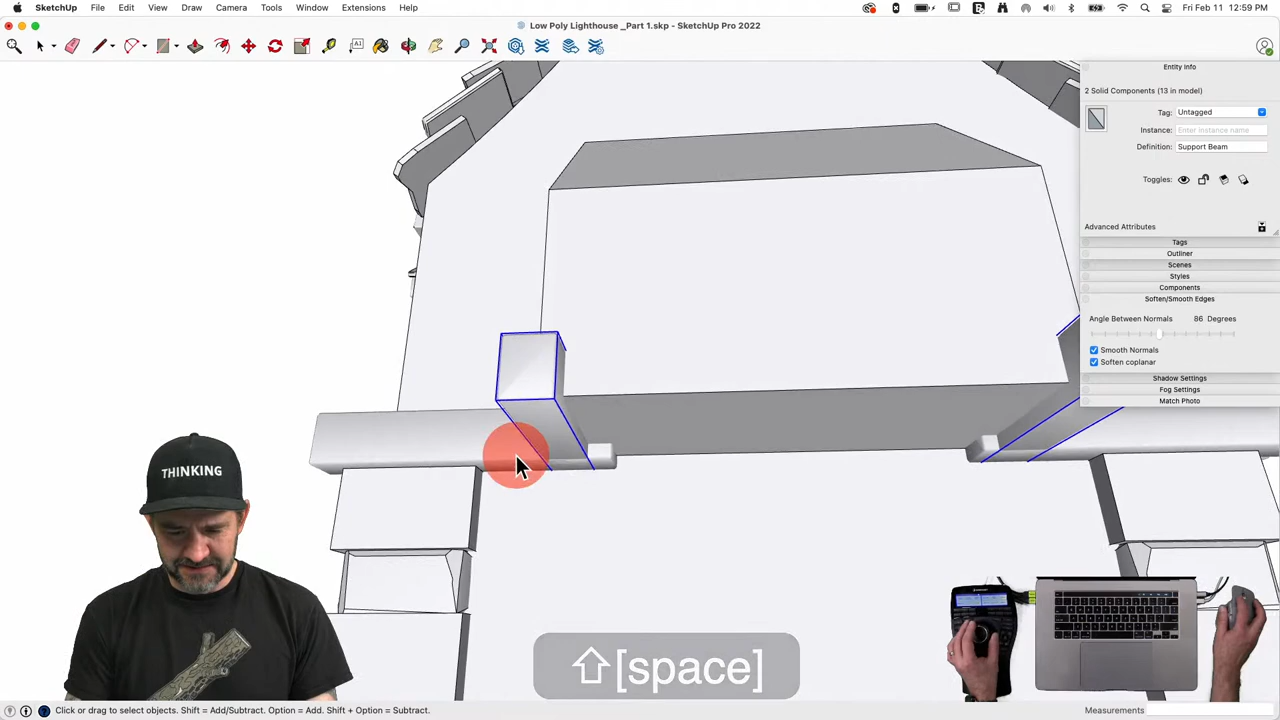 SketchUp File Edit View Draw Camera Tools Window Extensions Help Fri Feb 11 12:59 PM
Low Poly Lighthouse _Part 1.skp - SketchUp Pro 2022
Entity Info
2 Solid Components (13 in model)
Tag: Untagged
Instance: Enter instance name
Definition: Support Beam
Toggles:
Advanced Attributes
Tags
Outliner
Scenes
Styles
Components
Soften/Smooth Edges
Angle Between Normals 86 Degrees
Smooth Normals
Soften coplanar
Shadow Settings
Fog Settings
Match Photo
THINKING
⇧[space]
Click or drag to select objects. Shift = Add/Subtract. Option = Add. Shift + Option = Subtract. Measurements